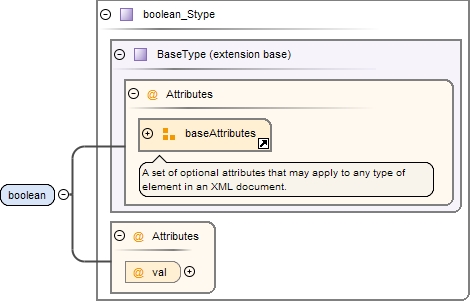 boolean_Stype
BaseType (extension base)
@ Attributes
baseAttributes
A set of optional attributes that may apply to any type of
element in an XML document.
boolean
@ Attributes
@ val